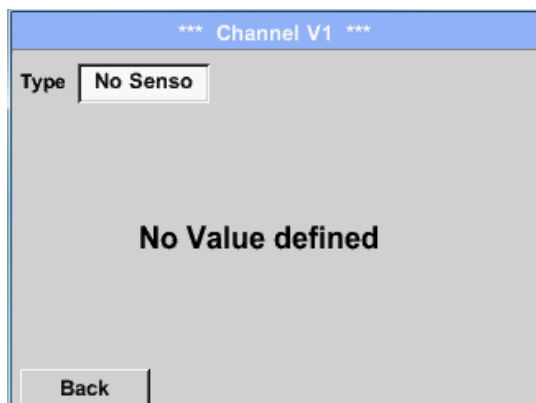 *** Channel V1 ***
Type No Senso
No Value defined
Back